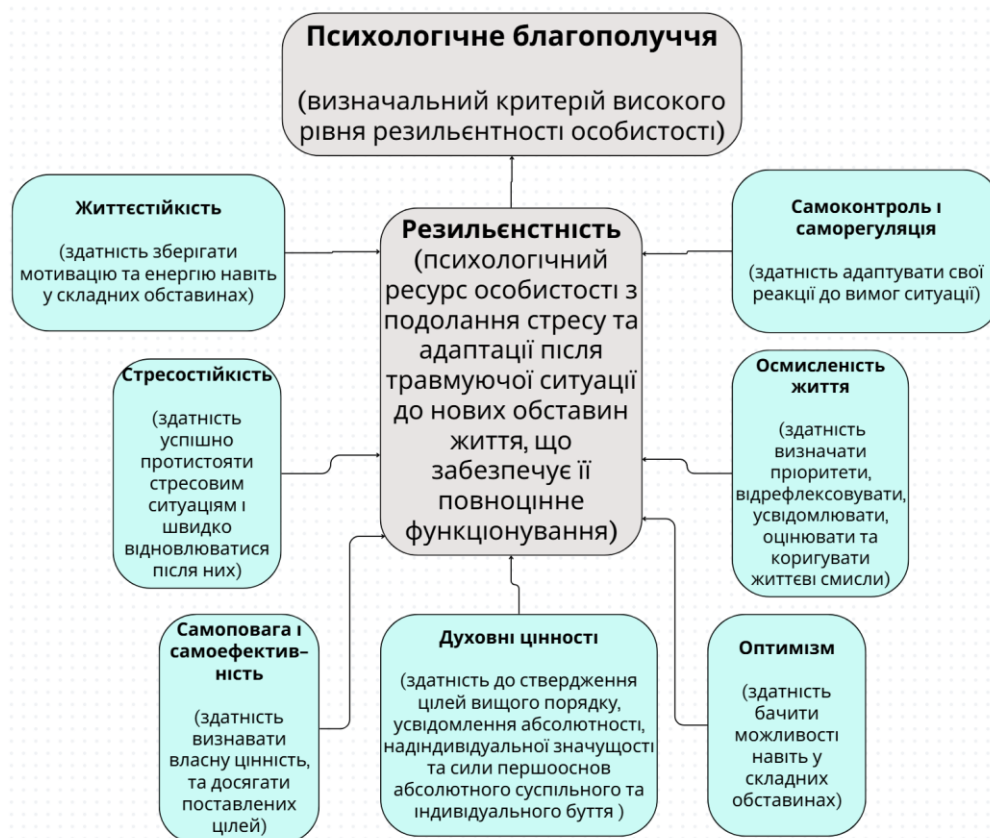 Психологічне благополуччя
(визначальний критерій високого
рівня резильєнтності особистості)
Життєстійкість
(здатність зберігати
мотивацію та енергію навіть
у складних обставинах)
Резильєнстність
(психологічний
ресурс особистості з
подолання стресу та
адаптації після
травмуючої ситуації
до нових обставин
життя, що
забезпечує її
повноцінне
функціонування)
Самоконтроль і
саморегуляція
(здатність адаптувати свої
реакції до вимог ситуації)
Стресостійкість
(здатність
успішно
протистояти
стресовим
ситуаціям і
швидко
відновлюватися
після них)
Осмисленість
життя
(здатність
визначати
пріоритети,
відрефлексовувати,
усвідомлювати,
оцінювати та
коригувати
життєві смисли)
Самоповага і
самоефектив-
ність
(здатність
визнавати
власну цінність,
та досягати
поставлених
цілей)
Духовні цінності
(здатність до ствердження
цілей вищого порядку,
усвідомлення абсолютності,
надіндивідуальної значущості
та сили першооснов
абсолютного суспільного та
індивідуального буття )
Оптимізм
(здатність
бачити
можливості
навіть у
складних
обставинах)